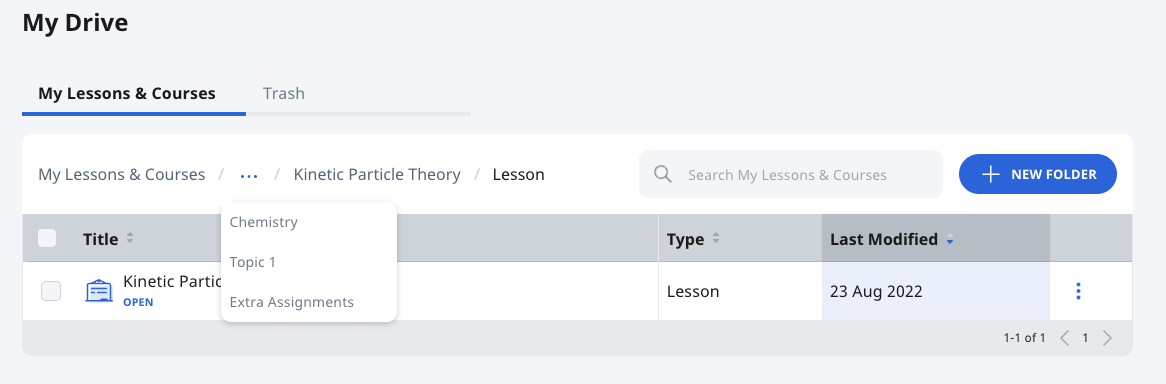 My Drive
My Lessons & Courses Trash
My Lessons & Courses / ... / Kinetic Particle Theory / Lesson Search My Lessons & Courses NEW FOLDER
Chemistry
Topic 1
Extra Assignments
Title Type Last Modified
Kinetic Partic Lesson 23 Aug 2022
OPEN
1-1 of 1 1